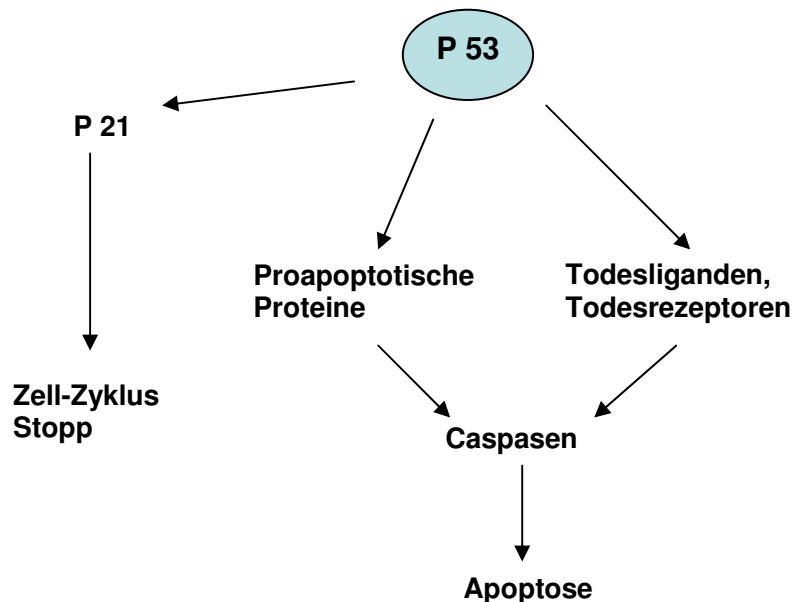 P 53
P 21
Proapoptotische
Proteine
Todesliganden,
Todesrezeptoren
Zell-Zyklus
Stopp
Caspasen
Apoptose